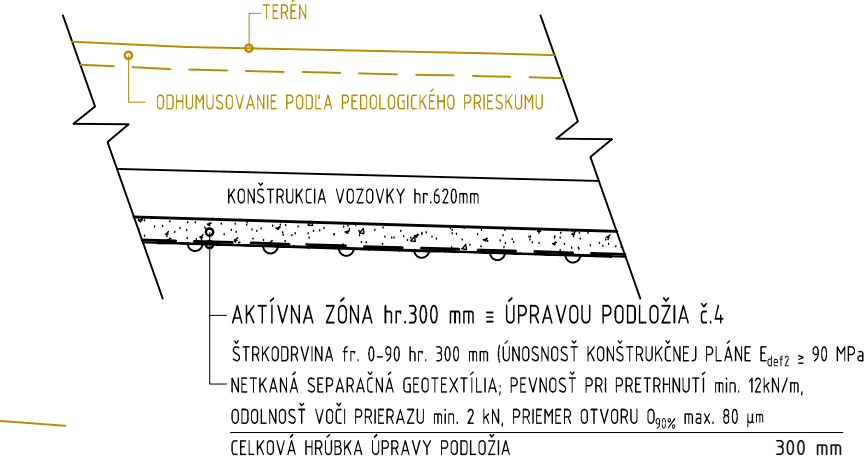 TERÉN
ODHUMUSOVANIE PODĽA PEDOLOGICKÉHO PRIESKUMU
KONŠTRUKCIA VOZOVKY hr.620mm
AKTÍVNA ZÓNA hr.300 mm ≡ ÚPRAVOU PODLOŽIA č.4
ŠTRKODRVINA fr. 0-90 hr. 300 mm (ÚNOSNOSŤ KONŠTRUKČNEJ PLÁNE Edef2 ≥ 90 MPa
NETKANÁ SEPARAČNÁ GEOTEXTÍLIA; PEVNOSŤ PRI PRETRHNUTÍ min. 12kN/m,
ODOLNOSŤ VOČI PRIERAZU min. 2 kN, PRIEMER OTVORU O90% max. 80 μm
CELKOVÁ HRÚBKA ÚPRAVY PODLOŽIA 300 mm